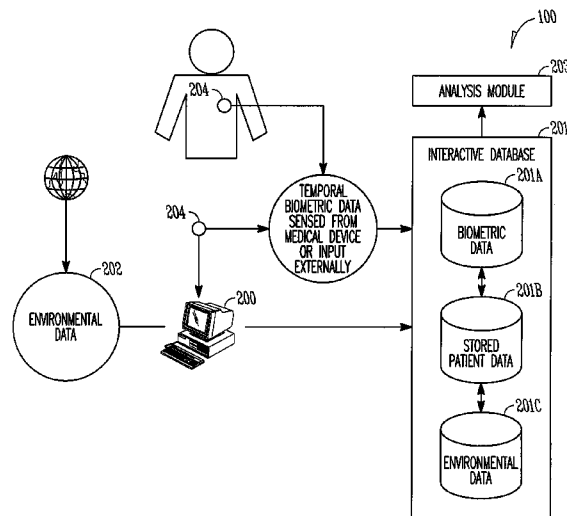 100
203
ANALYSIS MODULE
201
INTERACTIVE DATABASE
201A
BIOMETRIC
DATA
201B
STORED
PATIENT DATA
201C
ENVIRONMENTAL
DATA
204
TEMPORAL
BIOMETRIC DATA
SENSED FROM
MEDICAL DEVICE
OR INPUT
EXTERNALLY
204
202
ENVIRONMENTAL
DATA
200